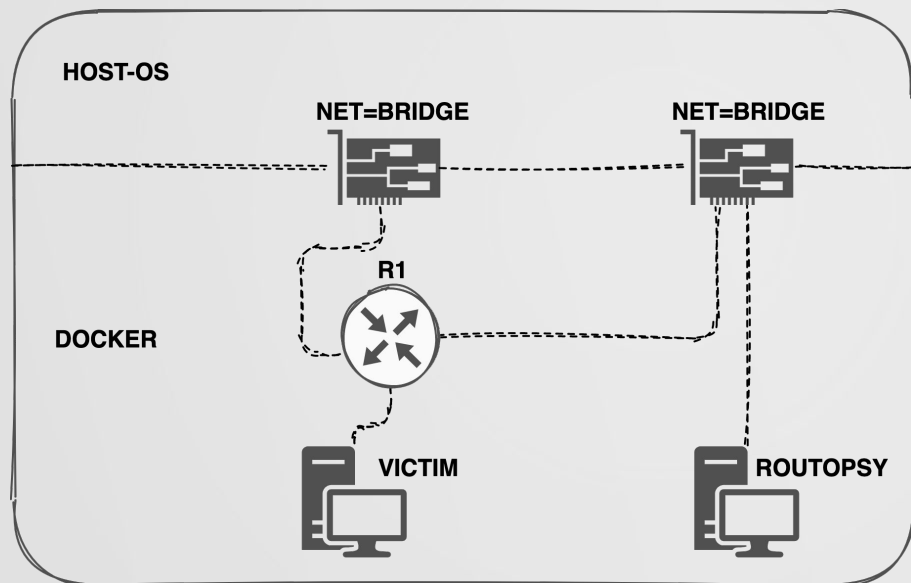 HOST-OS
NET=BRIDGE
NET=BRIDGE
R1
DOCKER
VICTIM
ROUTOPSY